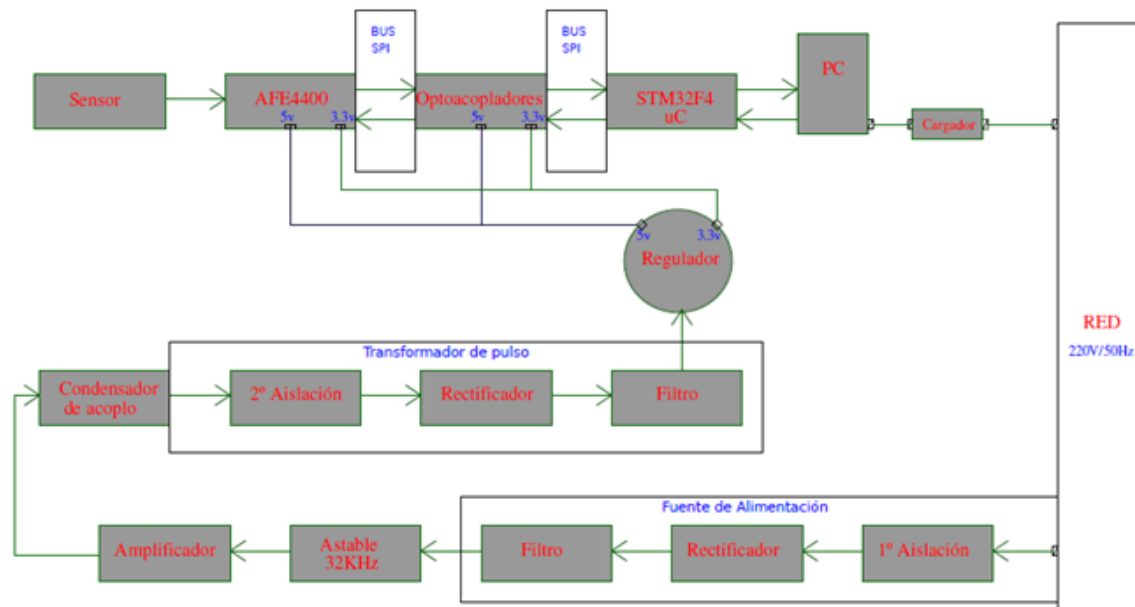 BUS
SPI
BUS
SPI
PC
Sensor
AFE4400
5v
3.3v
Optoacopladores
5v
3.3v
STM32F4
uC
Cargador
5v
3.3v
Regulador
RED
220V/50Hz
Transformador de pulso
Condensador
de acoplo
2º Aislación
Rectificador
Filtro
Fuente de Alimentación
Amplificador
Astable
32KHz
Filtro
Rectificador
1º Aislación